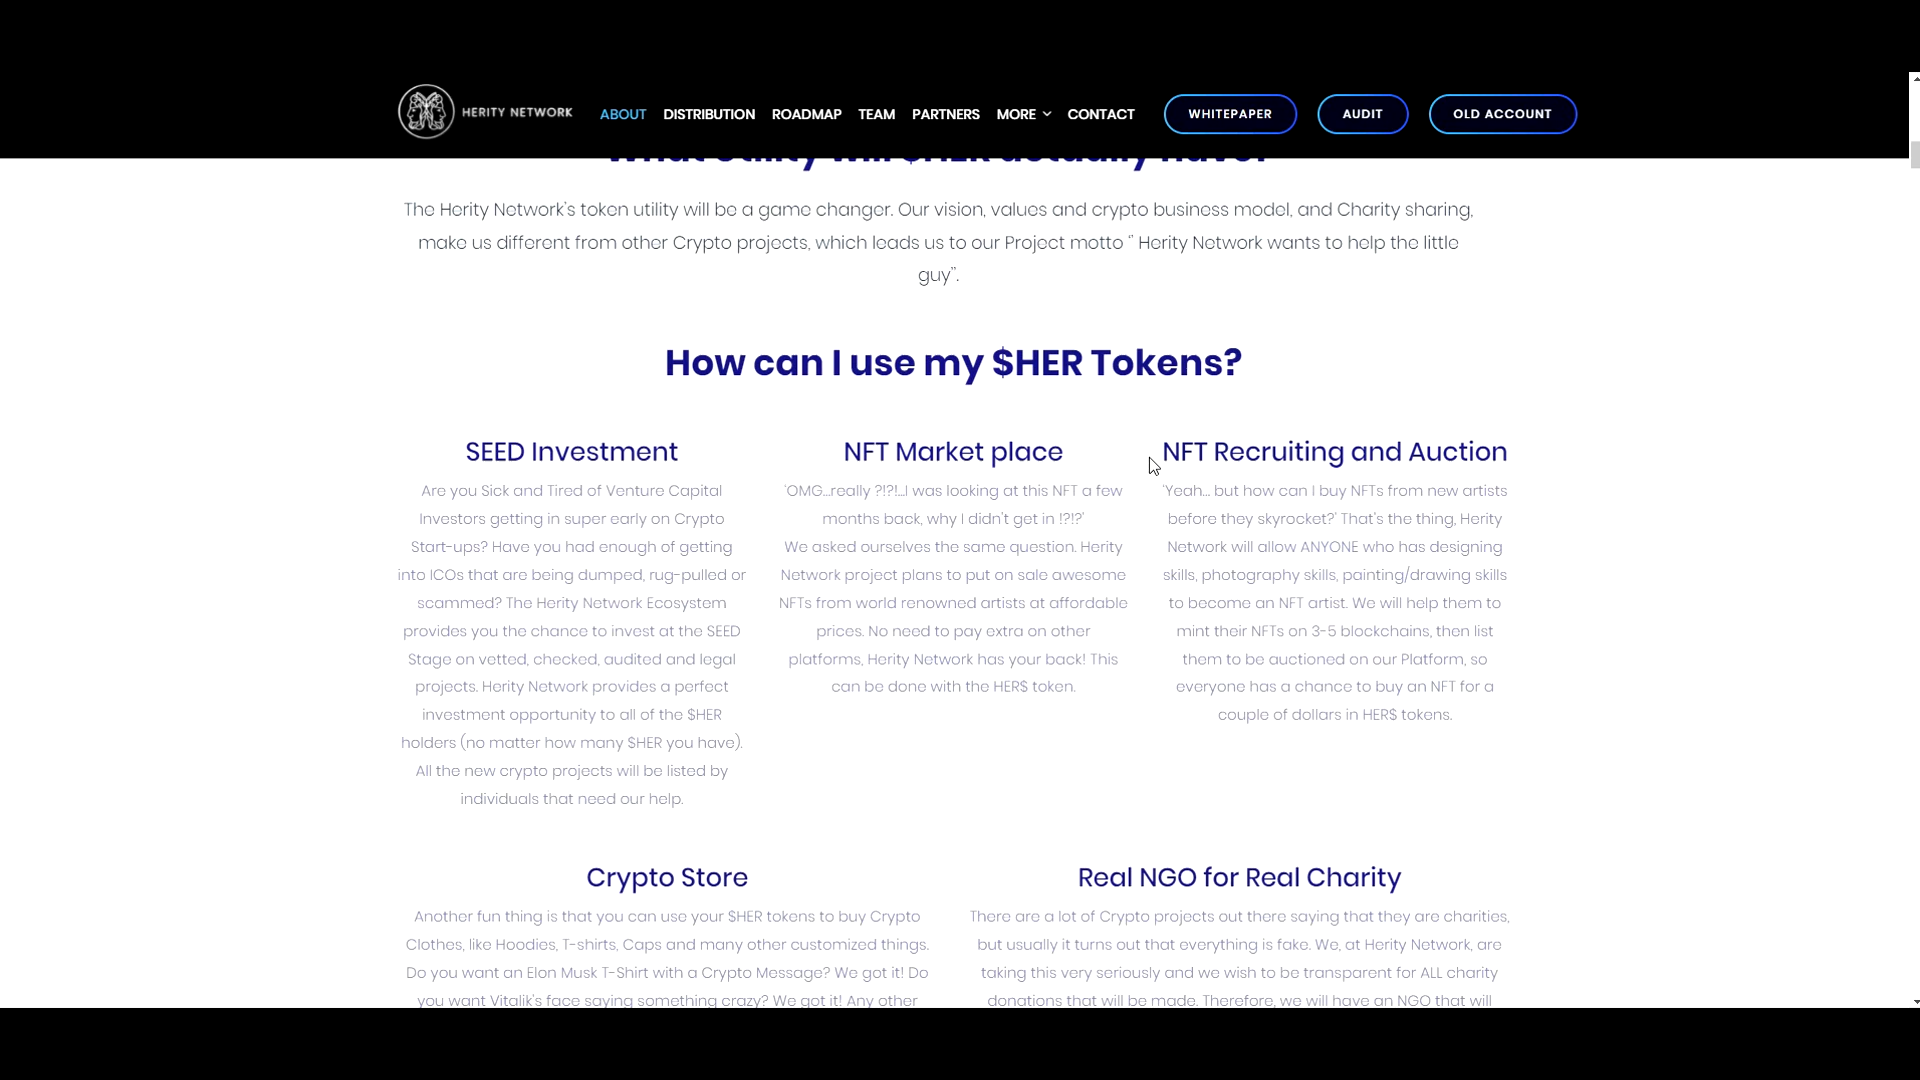 HERITY NETWORK
ABOUT
DISTRIBUTION
ROADMAP
TEAM
PARTNERS
MORE
CONTACT
WHITEPAPER
AUDIT
OLD ACCOUNT
What Utility will $HER actually have?
The Herity Network's token utility will be a game changer. Our vision, values and crypto business model, and Charity sharing,
make us different from other Crypto projects, which leads us to our Project motto " Herity Network wants to help the little
guy".
How can I use my $HER Tokens?
SEED Investment
Are you Sick and Tired of Venture Capital
Investors getting in super early on Crypto
Start-ups? Have you had enough of getting
into ICOs that are being dumped, rug-pulled or
scammed? The Herity Network Ecosystem
provides you the chance to invest at the SEED
Stage on vetted, checked, audited and legal
projects. Herity Network provides a perfect
investment opportunity to all of the $HER
holders (no matter how many $HER you have).
All the new crypto projects will be listed by
individuals that need our help.
NFT Market place
'OMG...really ?!?!...I was looking at this NFT a few
months back, why I didn't get in !?!?'
We asked ourselves the same question. Herity
Network project plans to put on sale awesome
NFTs from world renowned artists at affordable
prices. No need to pay extra on other
platforms, Herity Network has your back! This
can be done with the HER$ token.
NFT Recruiting and Auction
'Yeah... but how can I buy NFTs from new artists
before they skyrocket?' That's the thing, Herity
Network will allow ANYONE who has designing
skills, photography skills, painting/drawing skills
to become an NFT artist. We will help them to
mint their NFTs on 3-5 blockchains, then list
them to be auctioned on our Platform, so
everyone has a chance to buy an NFT for a
couple of dollars in HER$ tokens.
Crypto Store
Another fun thing is that you can use your $HER tokens to buy Crypto
Clothes, like Hoodies, T-shirts, Caps and many other customized things.
Do you want an Elon Musk T-Shirt with a Crypto Message? We got it! Do
you want Vitalik's face saying something crazy? We got it! Any other
Real NGO for Real Charity
There are a lot of Crypto projects out there saying that they are charities,
but usually it turns out that everything is fake. We, at Herity Network, are
taking this very seriously and we wish to be transparent for ALL charity
donations that will be made. Therefore, we will have an NGO that will